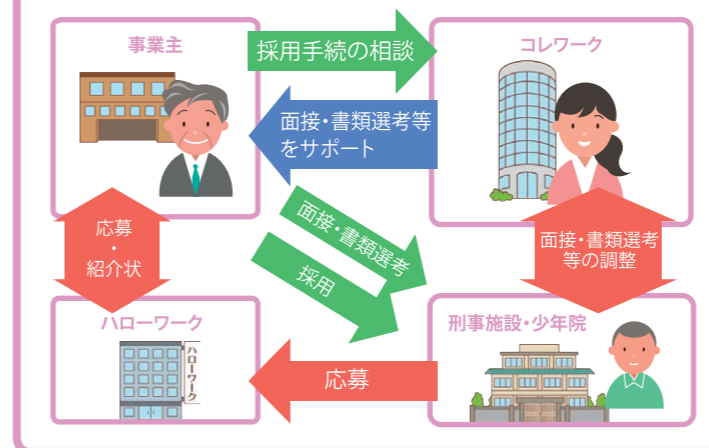 事業主
採用手続の相談
コレワーク
面接・書類選考等
をサポート
応募
・
紹介状
面接・書類選考
採用
面接・書類選考
等の調整
ハローワーク
ハローワーク
応募
刑事施設・少年院